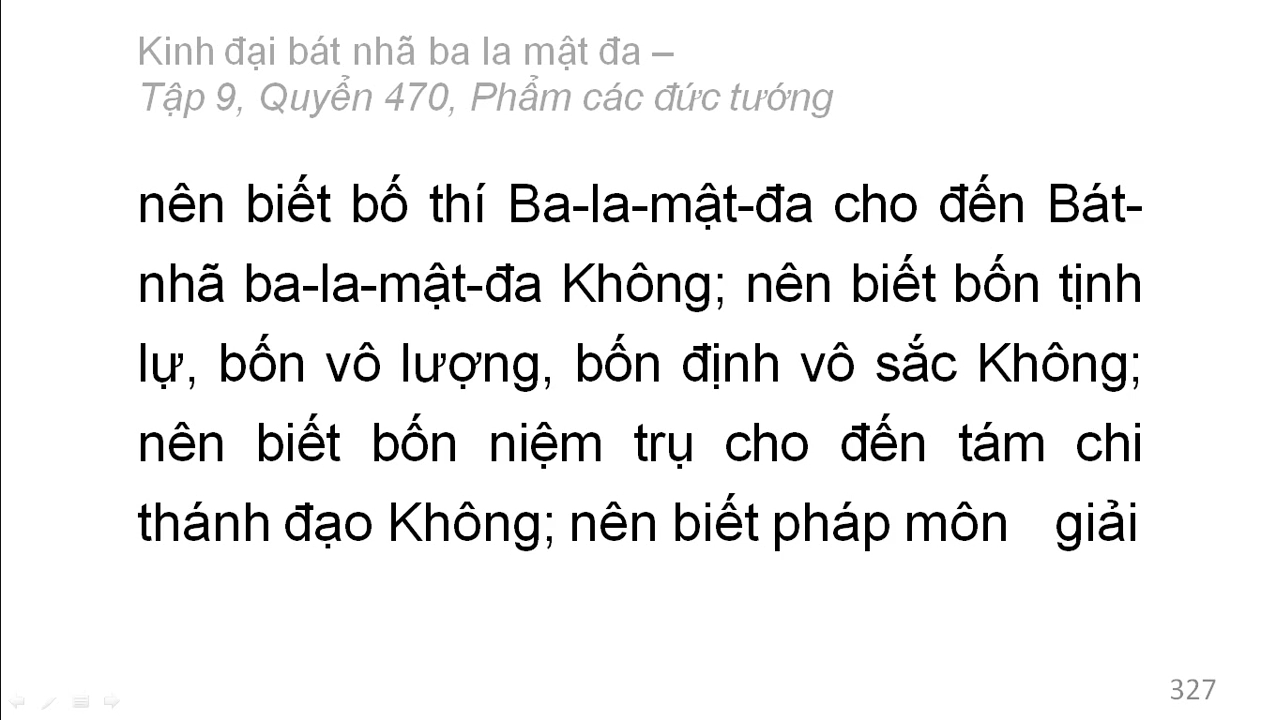 Kinh đại bát nhã ba la mật đa –
Tập 9, Quyển 470, Phẩm các đức tướng
nên biết bố thí Ba-la-mật-đa cho đến Bát-
nhã ba-la-mật-đa Không; nên biết bốn tịnh
lự, bốn vô lượng, bốn định vô sắc Không;
nên biết bốn niệm trụ cho đến tám chi
thánh đạo Không; nên biết pháp môn giải
327